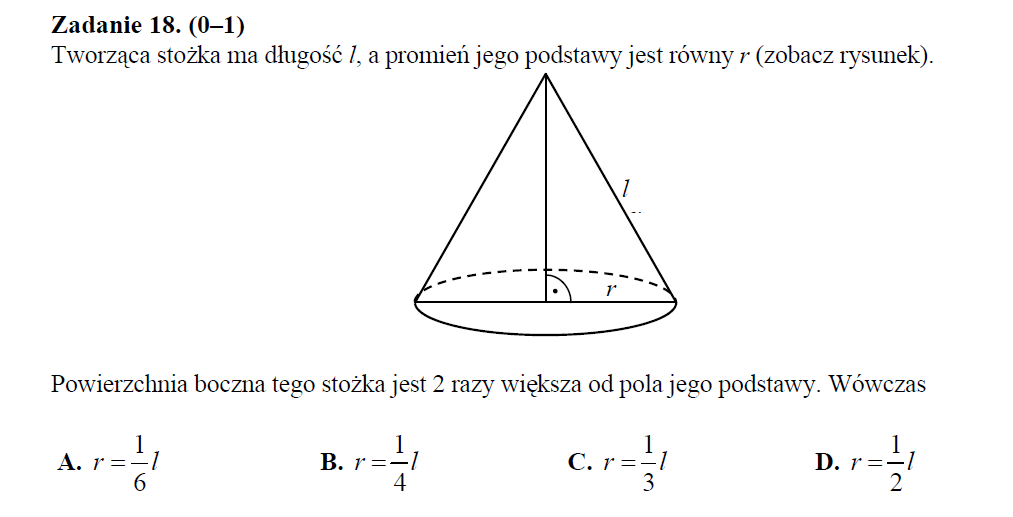 Zadanie 18. (0–1)
Tworząca stożka ma długość l, a promień jego podstawy jest równy r (zobacz rysunek).
l
r
Powierzchnia boczna tego stożka jest 2 razy większa od pola jego podstawy. Wówczas
A. r = 1/6 l B. r = 1/4 l C. r = 1/3 l D. r = 1/2 l